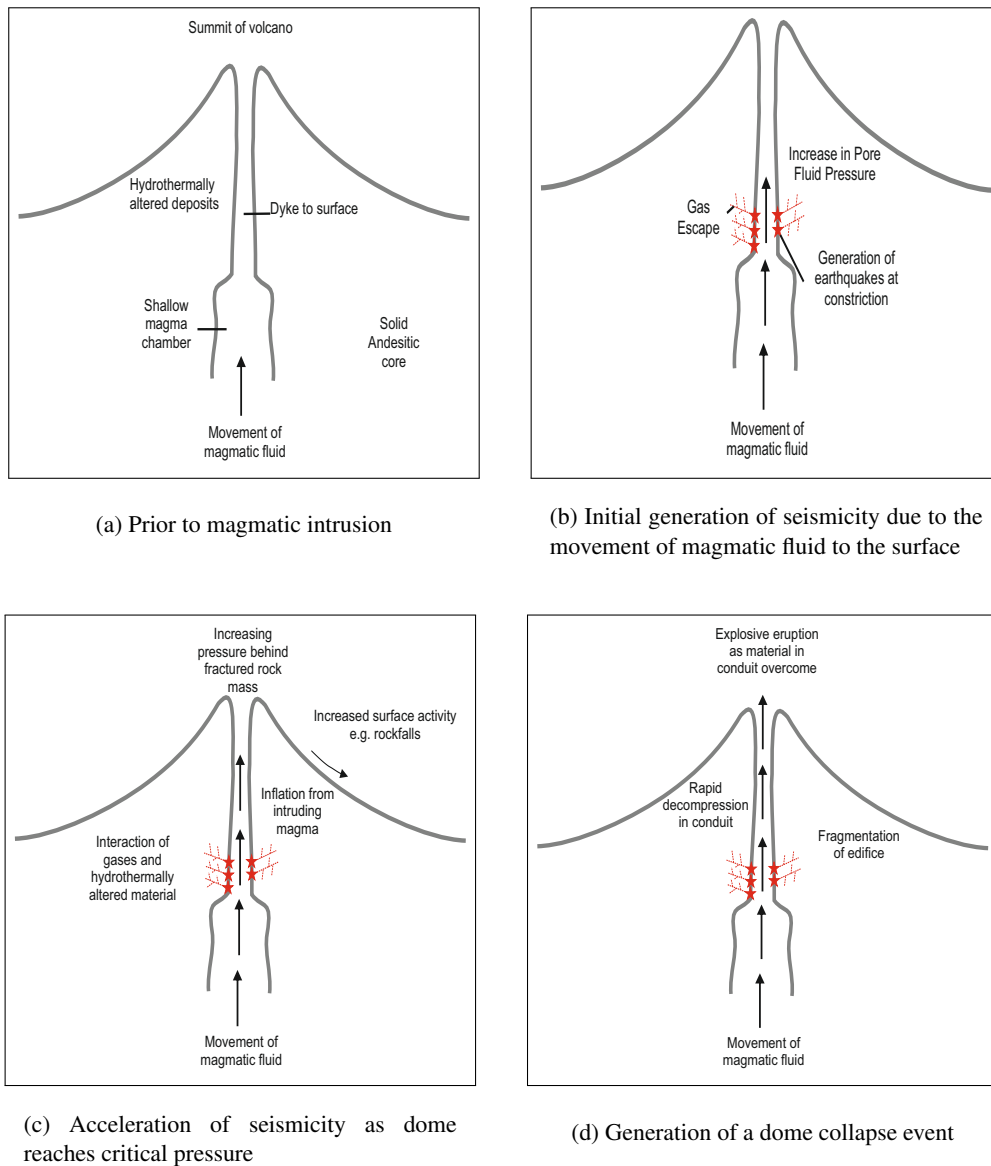 Summit of volcano
Hydrothermally
altered deposits
Dyke to surface
Shallow
magma
chamber
Solid
Andesitic
core
Movement of
magmatic fluid
(a) Prior to magmatic intrusion
Increase in Pore
Fluid Pressure
Gas
Escape
Generation of
earthquakes at
constriction
Movement of
magmatic fluid
(b) Initial generation of seismicity due to the
movement of magmatic fluid to the surface
Increasing
pressure behind
fractured rock
mass
Increased surface activity
e.g. rockfalls
Inflation from
intruding
magma
Interaction of
gases and
hydrothermally
altered material
Movement of
magmatic fluid
(c) Acceleration of seismicity as dome
reaches critical pressure
Explosive eruption
as material in
conduit overcome
Rapid
decompression
in conduit
Fragmentation
of edifice
Movement of
magmatic fluid
(d) Generation of a dome collapse event